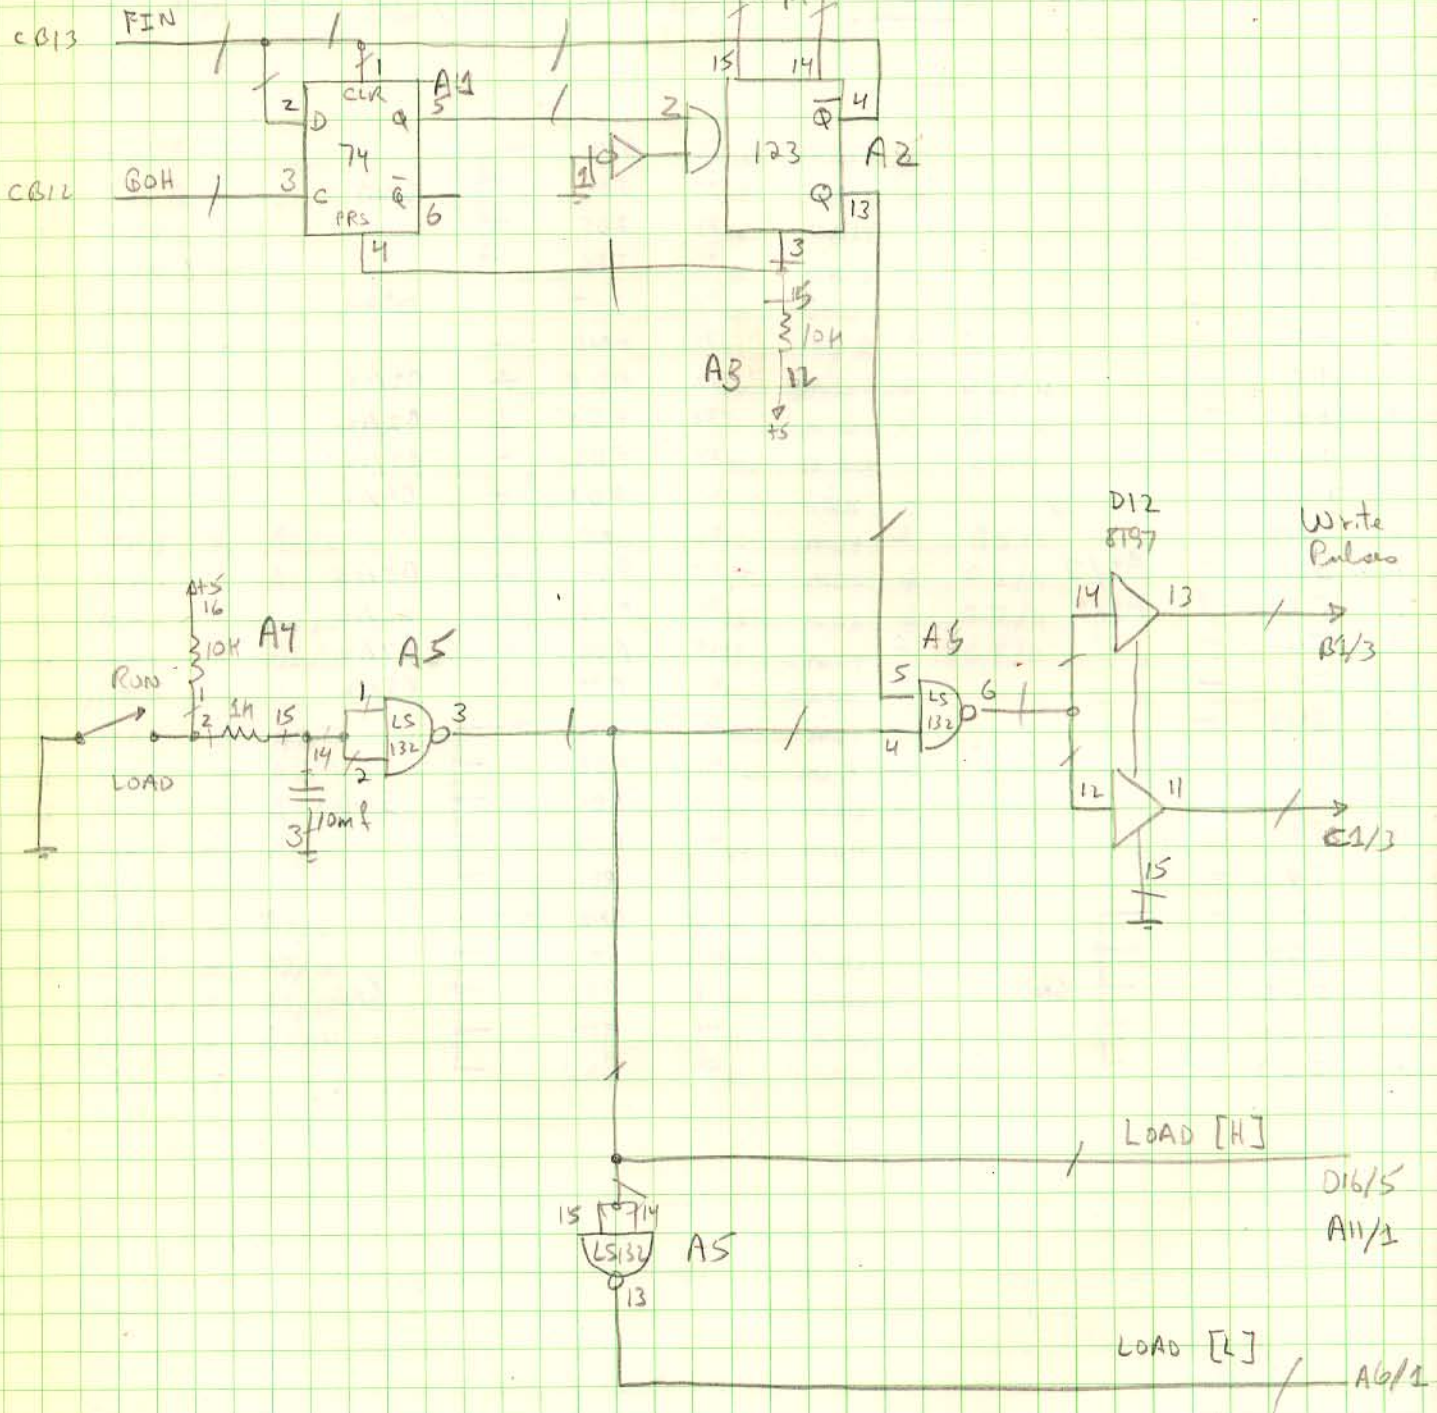 CB13 FIN
15 14
1
CLR A1
2 D Q 5 2 Q̅ 4
74 1 123 A2
CB12 GOH 3 C Q̅ 6 Q 13
PRS
4 3
15
10K
A3 12
+5
D12
8T97
Write
Pulses
+5
16
10K A4 A5
14 13
B1/3
RUN
1 2 1K 15 1 LS 132 3
A5
5 LS 132 6
4
14 2
LOAD
10mf
3
12 11
C1/3
15
LOAD [H]
D16/5
A11/1
15 14
LS132 A5
13
LOAD [L]
A6/1